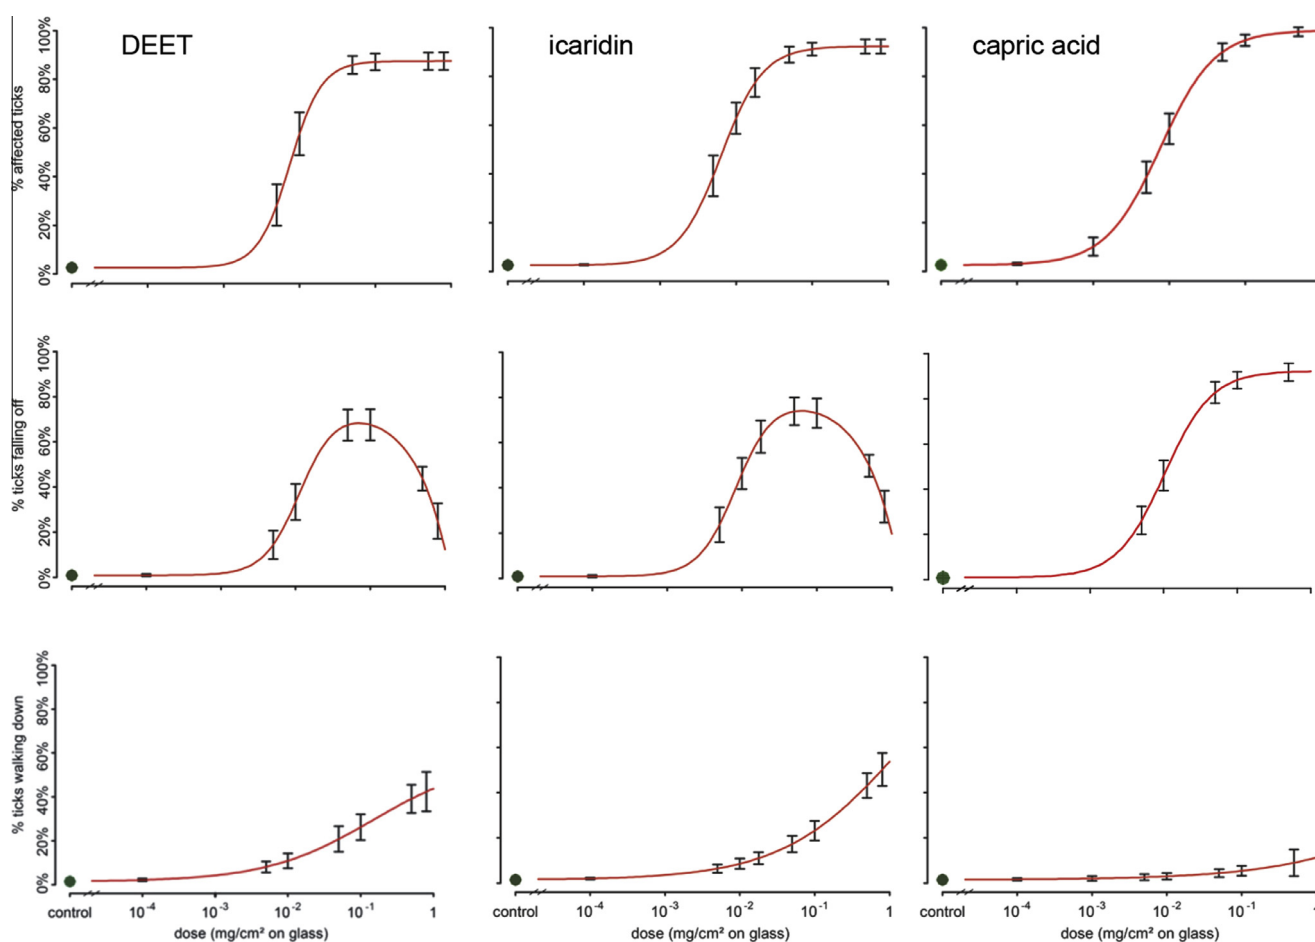 DEET
icaridin
capric acid
% affected ticks
100%
80%
60%
40%
20%
0%
% ticks falling off
100%
80%
60%
40%
20%
0%
% ticks walking down
100%
80%
60%
40%
20%
0%
control 10⁻⁴ 10⁻³ 10⁻² 10⁻¹ 1
dose (mg/cm² on glass)
control 10⁻⁴ 10⁻³ 10⁻² 10⁻¹ 1
dose (mg/cm² on glass)
control 10⁻⁴ 10⁻³ 10⁻² 10⁻¹
dose (mg/cm² on glass)